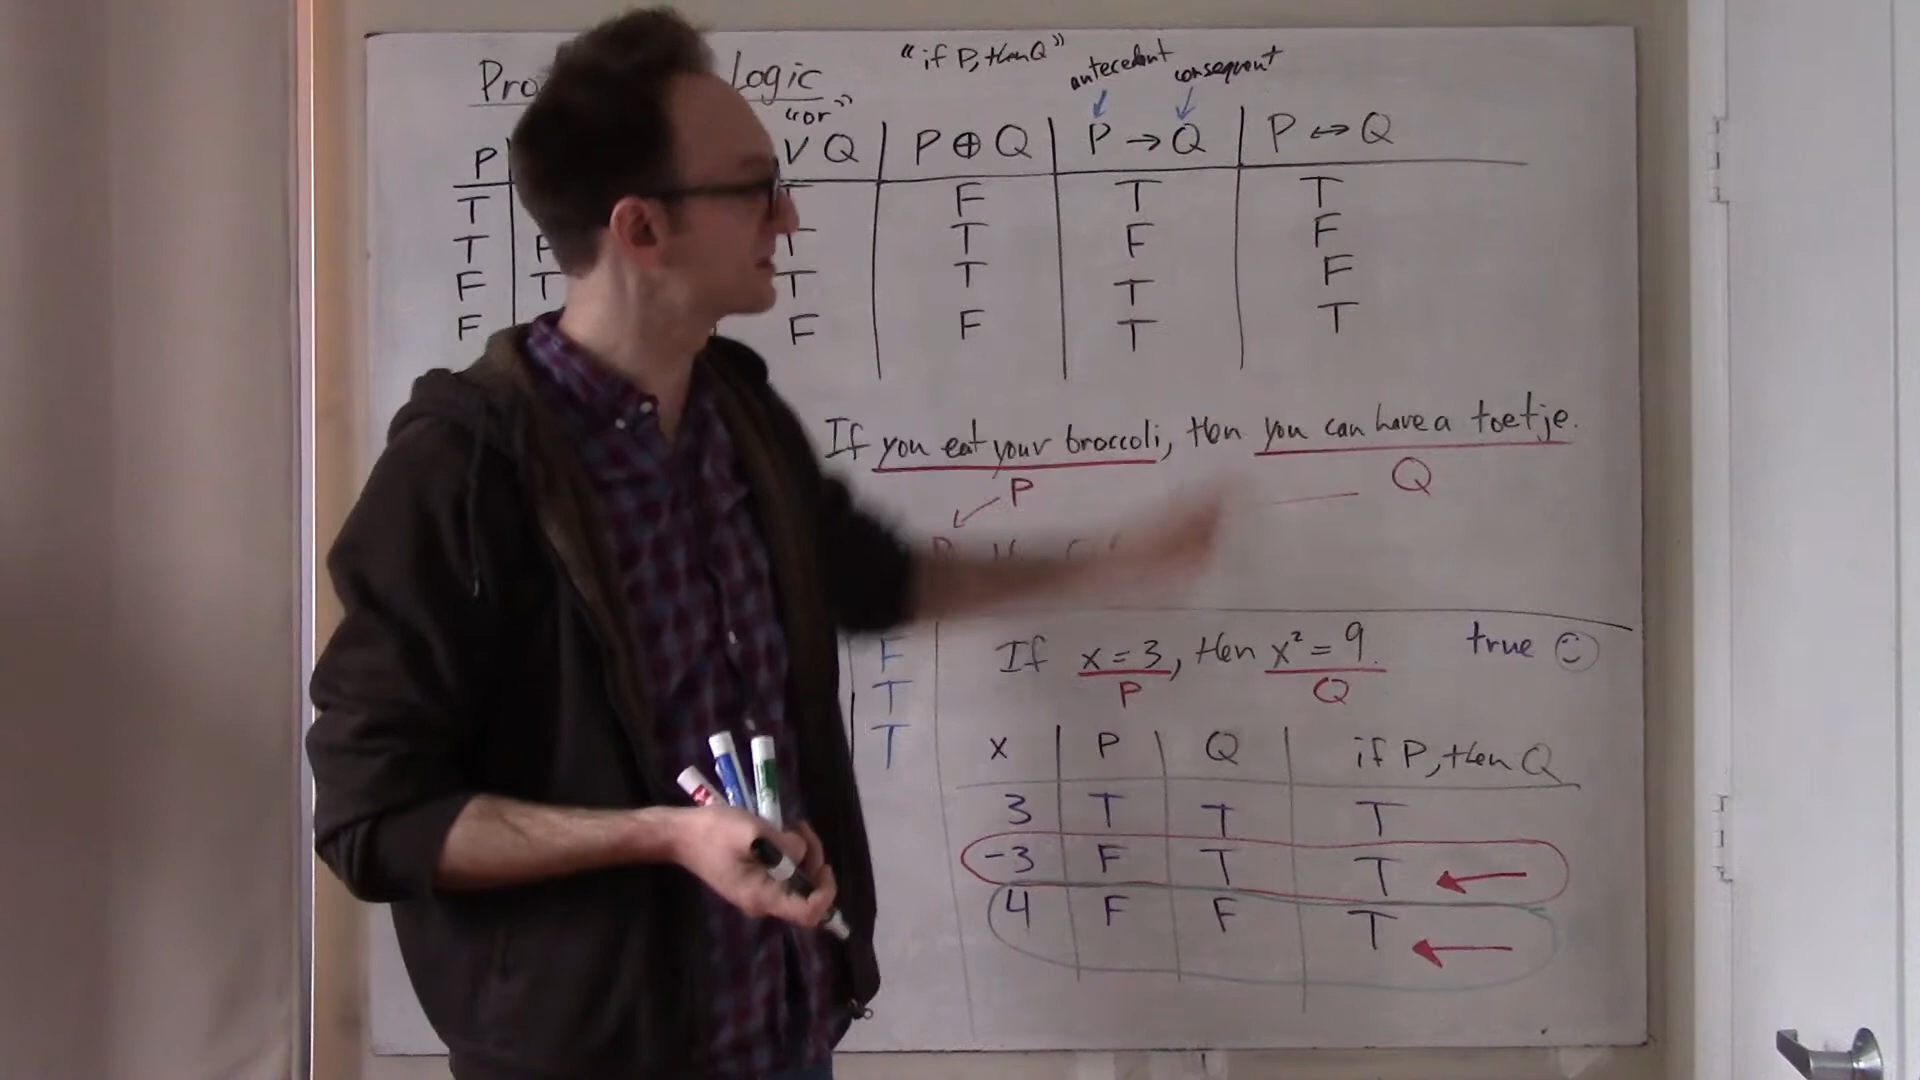 Pro Logic "if P, then Q" antecedent consequent
"or"
P V Q P ⊕ Q P → Q P ↔ Q
T T F T T
T F T T F F
F T T T T F
F F F T T
If you eat your broccoli, then you can have a toetje.
P Q
F If x = 3, then x² = 9. true ☺
T P Q
T x P Q if P, then Q
3 T T T
-3 F T T
4 F F T